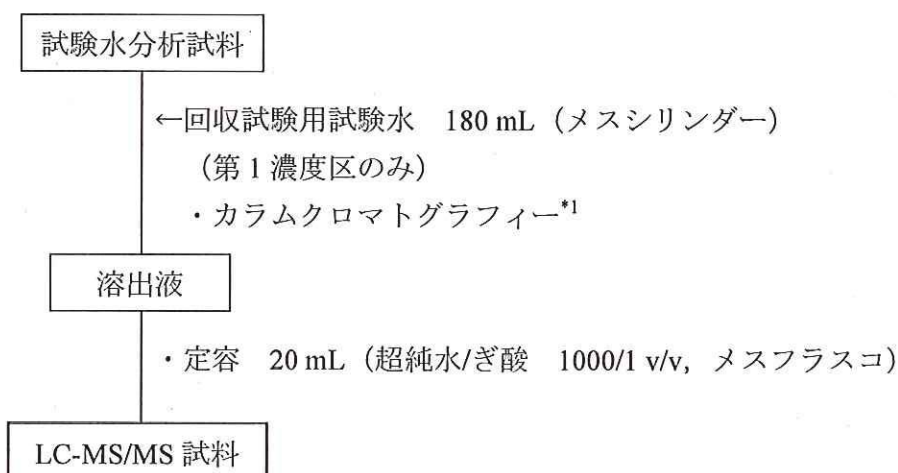 試験水分析試料
←回収試験用試験水　180 mL（メスシリンダー）
（第1濃度区のみ）
・カラムクロマトグラフィー*1
溶出液
・定容　20 mL（超純水/ぎ酸　1000/1 v/v，メスフラスコ）
LC-MS/MS 試料